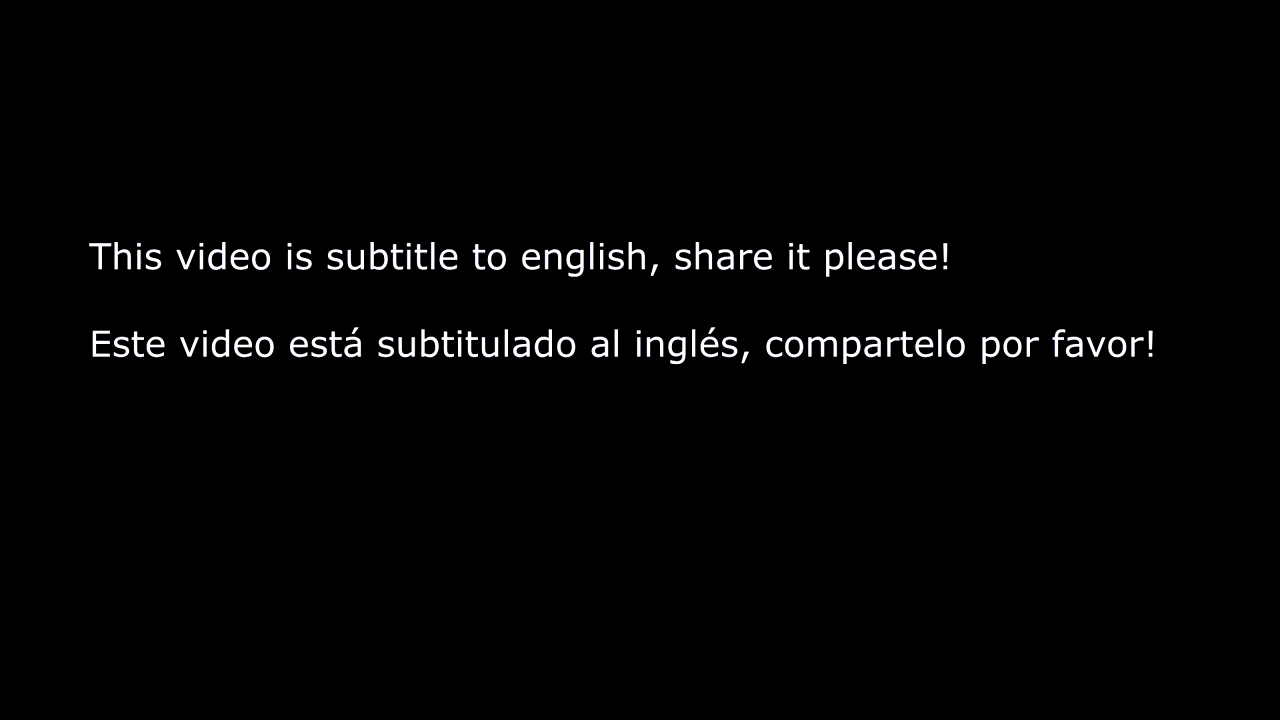 This video is subtitle to english, share it please!
Este video está subtitulado al inglés, compartelo por favor!